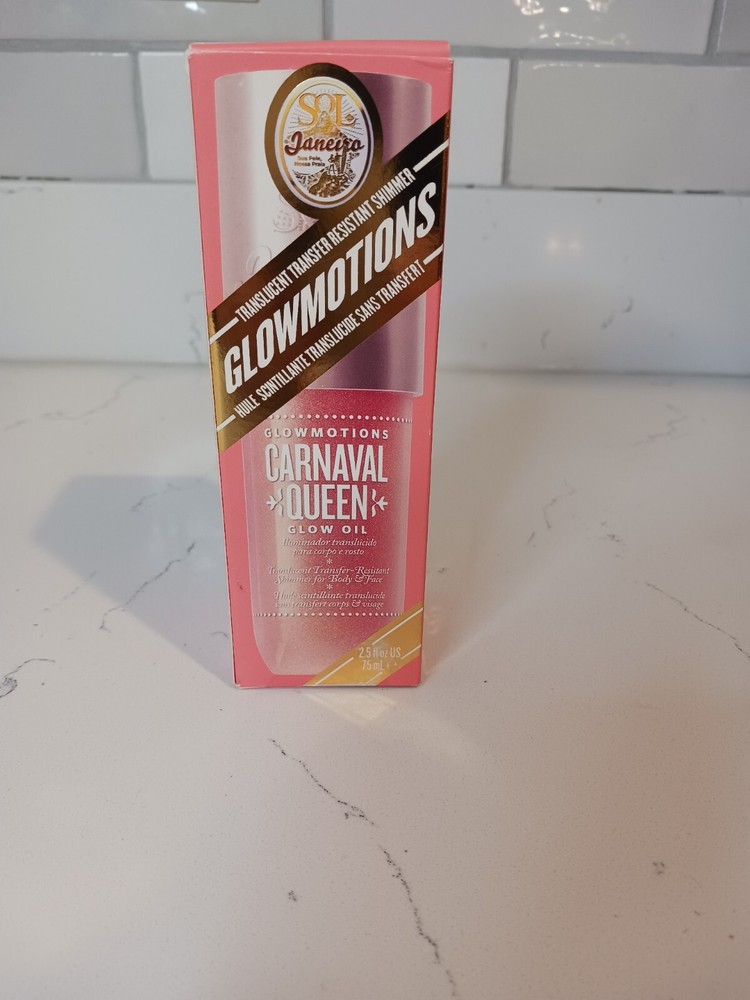 SOL
de
Janeiro
Sua Pele,
Nossa Praia
TRANSLUCENT TRANSFER RESISTANT SHIMMER
GLOWMOTIONS
HUILE SCINTILLANTE TRANSLUCIDE SANS TRANSFERT
GLOWMOTIONS
CARNAVAL
QUEEN
GLOW OIL
Iluminador translúcido
para corpo e rosto
Translucent Transfer-Resistant
Shimmer for Body & Face
Huile scintillante translucide
sans transfert corps & visage
2.5 fl oz US
75 mL e